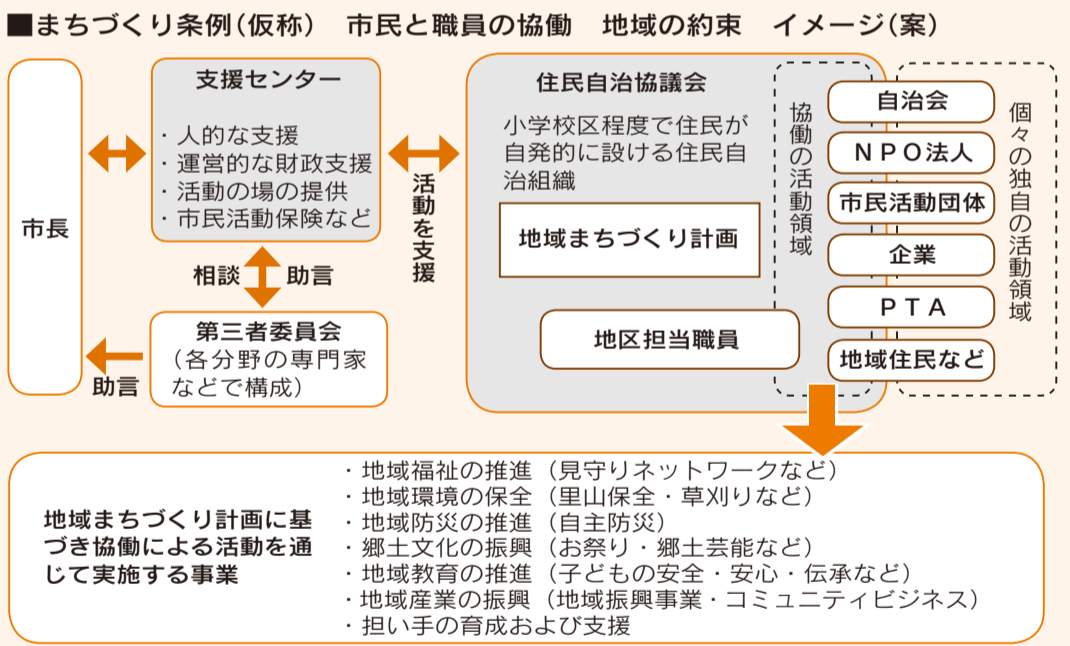 ■まちづくり条例(仮称)　市民と職員の協働　地域の約束　イメージ(案)
市長
支援センター
・人的な支援
・運営的な財政支援
・活動の場の提供
・市民活動保険など
相談
助言
第三者委員会
(各分野の専門家
などで構成)
助言
活動を支援
住民自治協議会
小学校区程度で住民が
自発的に設ける住民自
治組織
地域まちづくり計画
地区担当職員
協働の活動領域
自治会
ＮＰＯ法人
市民活動団体
企業
ＰＴＡ
地域住民など
個々の独自の活動領域
地域まちづくり計画に基
づき協働による活動を通
じて実施する事業
・地域福祉の推進（見守りネットワークなど）
・地域環境の保全（里山保全・草刈りなど）
・地域防災の推進（自主防災）
・郷土文化の振興（お祭り・郷土芸能など）
・地域教育の推進（子どもの安全・安心・伝承など）
・地域産業の振興（地域振興事業・コミュニティビジネス）
・担い手の育成および支援